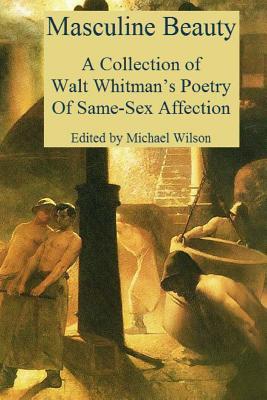 Masculine Beauty
A Collection of
Walt Whitman's Poetry
Of Same-Sex Affection
Edited by Michael Wilson